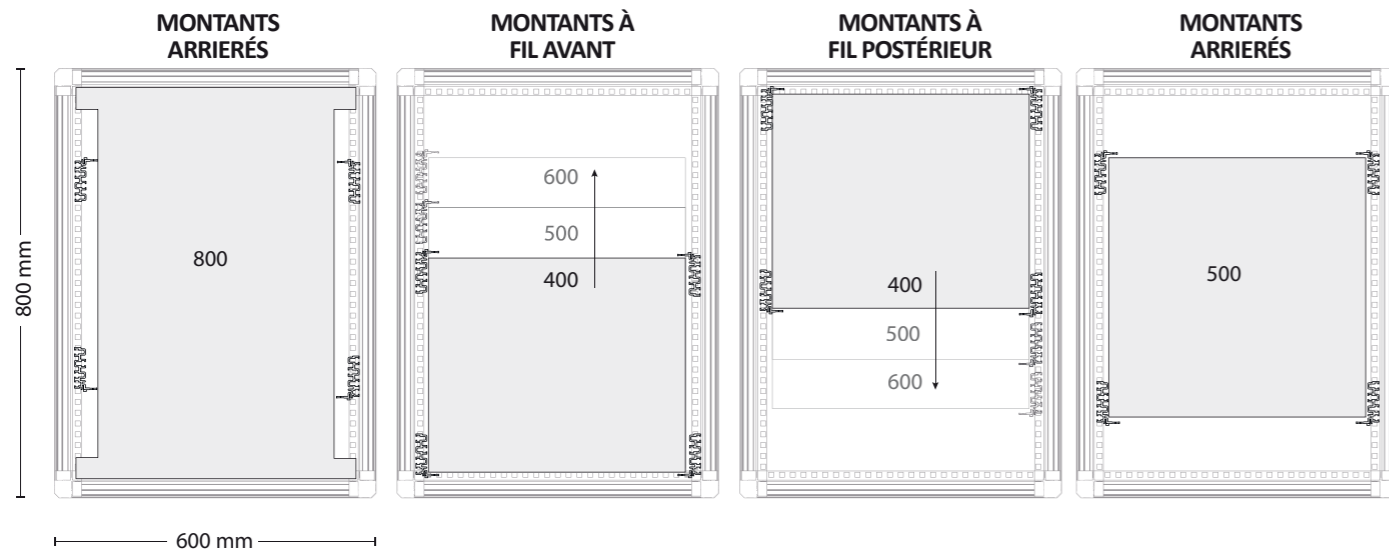 MONTANTS
ARRIERÉS
MONTANTS À
FIL AVANT
MONTANTS À
FIL POSTÉRIEUR
MONTANTS
ARRIERÉS
800 mm
800
600
500
400
400
500
600
500
600 mm